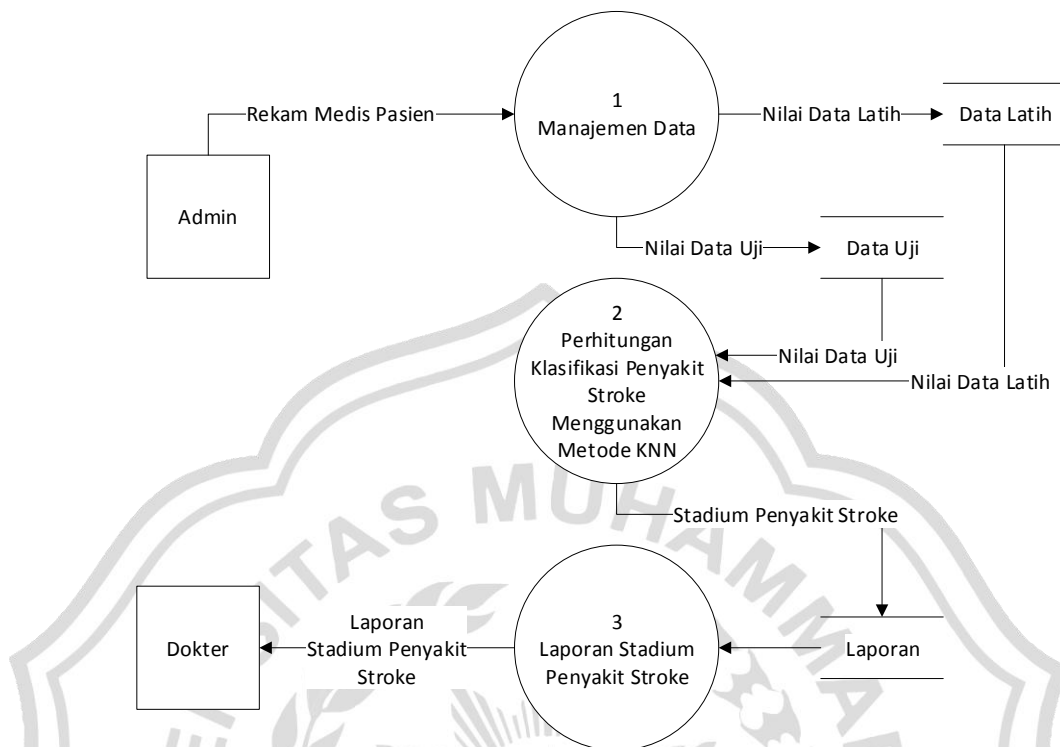 1
Manajemen Data
Rekam Medis Pasien
Nilai Data Latih
Data Latih
Admin
Nilai Data Uji
Data Uji
2
Perhitungan
Klasifikasi Penyakit
Stroke
Menggunakan
Metode KNN
Nilai Data Uji
Nilai Data Latih
Stadium Penyakit Stroke
Dokter
Laporan
Stadium Penyakit
Stroke
3
Laporan Stadium
Penyakit Stroke
Laporan
SITAS MUHAMMA